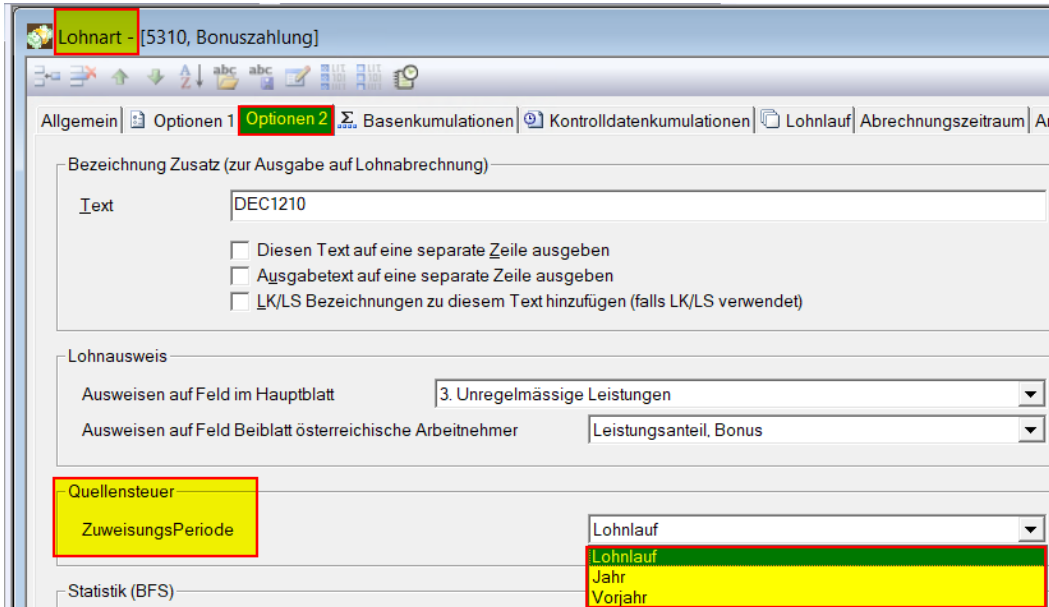 Lohnart - [5310, Bonuszahlung]
Allgemein Optionen 1 Optionen 2 Basenkumulationen Kontrolldatenkumulationen Lohnlauf Abrechnungszeitraum
Bezeichnung Zusatz (zur Ausgabe auf Lohnabrechnung)
Text DEC1210
Diesen Text auf eine separate Zeile ausgeben
Ausgabetext auf eine separate Zeile ausgeben
LK/LS Bezeichnungen zu diesem Text hinzufügen (falls LK/LS verwendet)
Lohnausweis
Ausweisen auf Feld im Hauptblatt 3. Unregelmässige Leistungen
Ausweisen auf Feld Beiblatt österreichische Arbeitnehmer Leistungsanteil, Bonus
Quellensteuer
ZuweisungsPeriode Lohnlauf
Lohnlauf
Jahr
Vorjahr
Statistik (BFS)